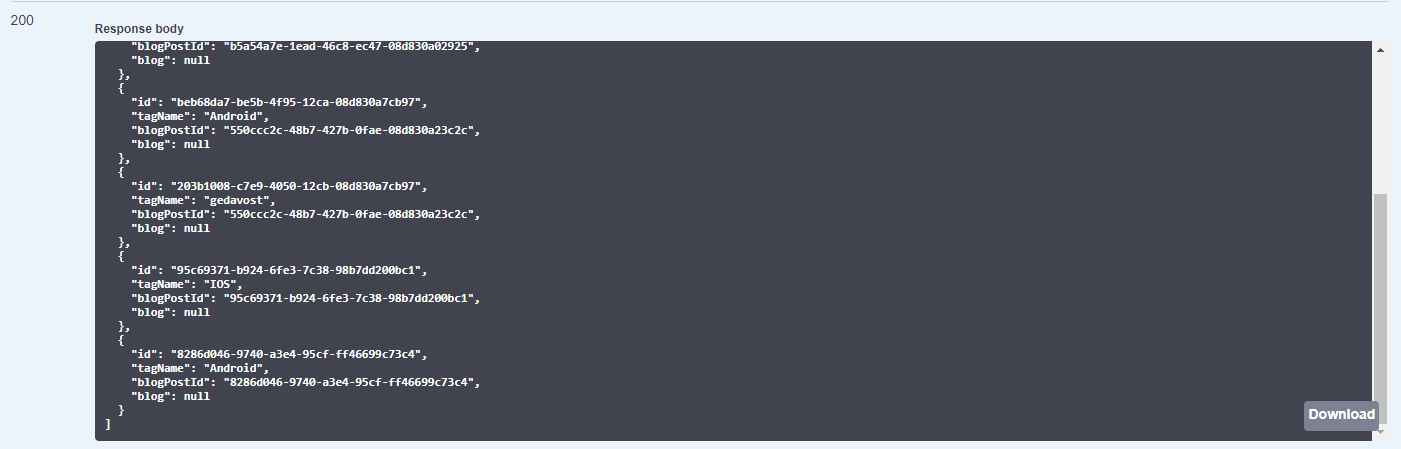 200
Response body
"blogPostId": "b5a54a7e-1ead-46c8-ec47-08d830a02925",
"blog": null
},
{
"id": "beb68da7-be5b-4f95-12ca-08d830a7cb97",
"tagName": "Android",
"blogPostId": "550ccc2c-48b7-427b-0fae-08d830a23c2c",
"blog": null
},
{
"id": "203b1008-c7e9-4050-12cb-08d830a7cb97",
"tagName": "gedavost",
"blogPostId": "550ccc2c-48b7-427b-0fae-08d830a23c2c",
"blog": null
},
{
"id": "95c69371-b924-6fe3-7c38-98b7dd200bc1",
"tagName": "IOS",
"blogPostId": "95c69371-b924-6fe3-7c38-98b7dd200bc1",
"blog": null
},
{
"id": "8286d046-9740-a3e4-95cf-ff46699c73c4",
"tagName": "Android",
"blogPostId": "8286d046-9740-a3e4-95cf-ff46699c73c4",
"blog": null
}
]
Download